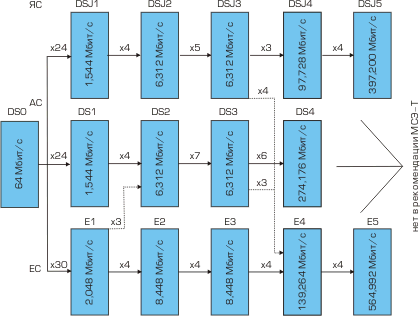 ЯС
DSJ1 DSJ2 DSJ3 DSJ4 DSJ5
x24 x4 x5 x3 x4
1,544 Мбит/с 6,312 Мбит/с 6,312 Мбит/с 97,728 Мбит/с 397,200 Мбит/с
x4
АС
DS0 DS1 DS2 DS3 DS4
x24 x4 x7 x6
64 Мбит/с 1,544 Мбит/с 6,312 Мбит/с 6,312 Мбит/с 274,176 Мбит/с
нет в рекомендации МСЭ-Т
x3 x3
E1 E2 E3 E4 E5
ЕС x30 x4 x4 x4 x4
2,048 Мбит/с 8,448 Мбит/с 8,448 Мбит/с 139,264 Мбит/с 564,992 Мбит/с